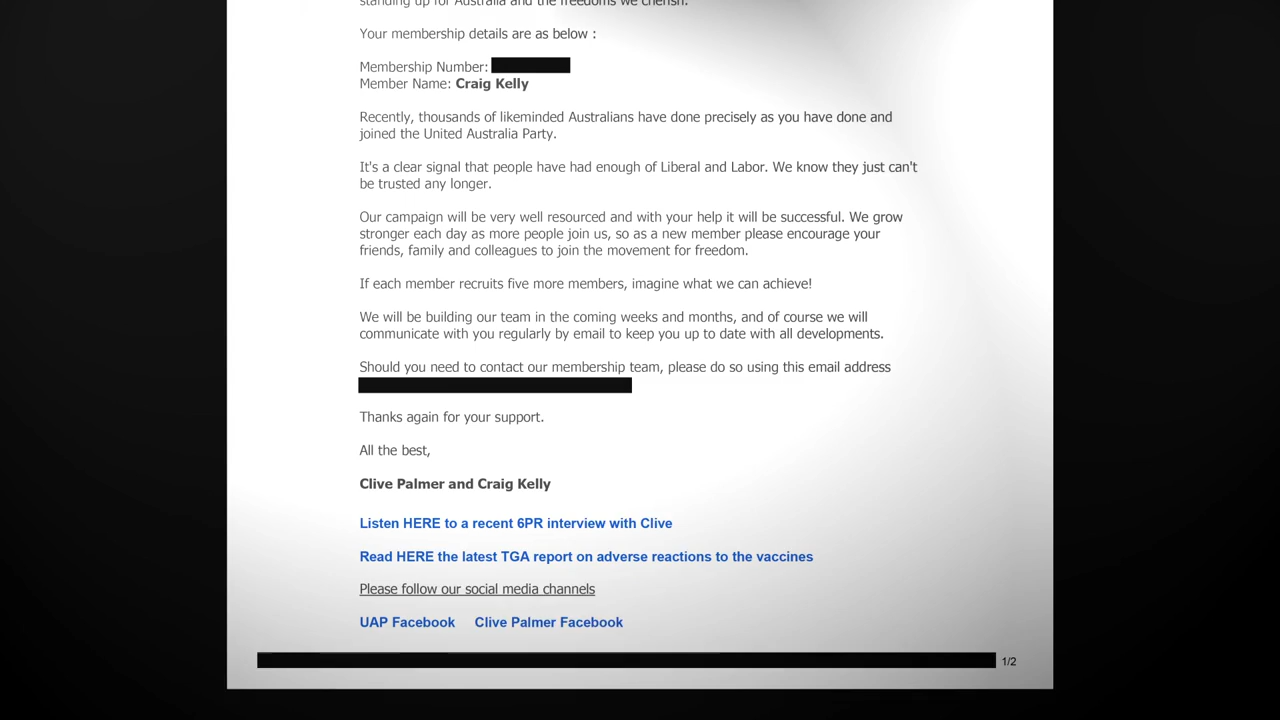 standing up for Australia and the freedoms we cherish.
Your membership details are as below :
Membership Number:
Member Name: Craig Kelly
Recently, thousands of likeminded Australians have done precisely as you have done and
joined the United Australia Party.
It's a clear signal that people have had enough of Liberal and Labor. We know they just can't
be trusted any longer.
Our campaign will be very well resourced and with your help it will be successful. We grow
stronger each day as more people join us, so as a new member please encourage your
friends, family and colleagues to join the movement for freedom.
If each member recruits five more members, imagine what we can achieve!
We will be building our team in the coming weeks and months, and of course we will
communicate with you regularly by email to keep you up to date with all developments.
Should you need to contact our membership team, please do so using this email address
Thanks again for your support.
All the best,
Clive Palmer and Craig Kelly
Listen HERE to a recent 6PR interview with Clive
Read HERE the latest TGA report on adverse reactions to the vaccines
Please follow our social media channels
UAP Facebook Clive Palmer Facebook
1/2